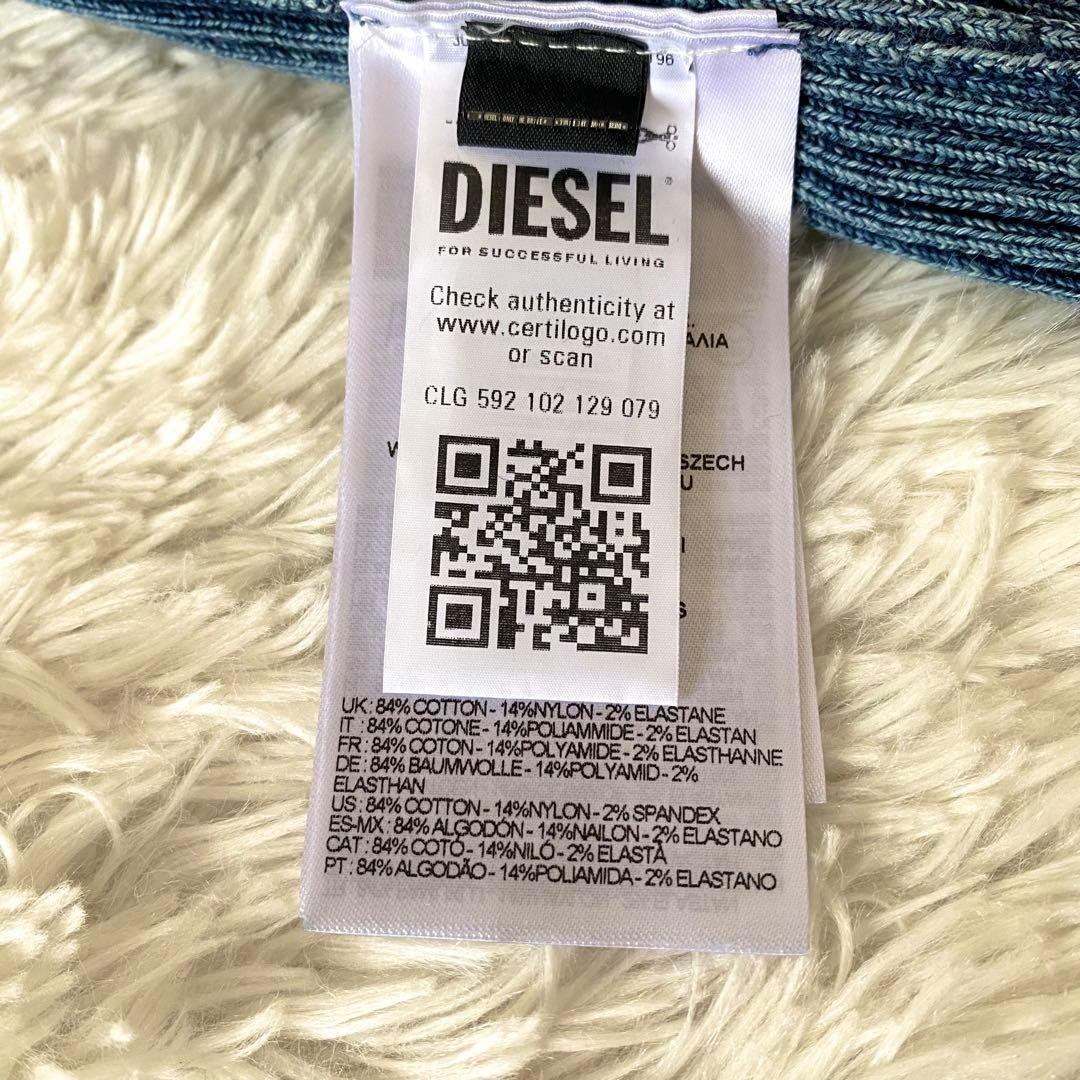 96
DIESEL
FOR SUCCESSFUL LIVING
Check authenticity at
www.certilogo.com
or scan
CLG 592 102 129 079
ΑΛΙΑ
SZECH
U
UK : 84% COTTON - 14%NYLON - 2% ELASTANE
IT : 84% COTONE - 14%POLIAMMIDE - 2% ELASTAN
FR : 84% COTON - 14%POLYAMIDE - 2% ELASTHANNE
DE : 84% BAUMWOLLE - 14%POLYAMID - 2%
ELASTHAN
US : 84% COTTON - 14%NYLON - 2% SPANDEX
ES-MX : 84% ALGODÓN - 14%NAILON - 2% ELASTANO
CAT : 84% COTÓ - 14%NILÓ - 2% ELASTÀ
PT : 84% ALGODÃO - 14%POLIAMIDA - 2% ELASTANO